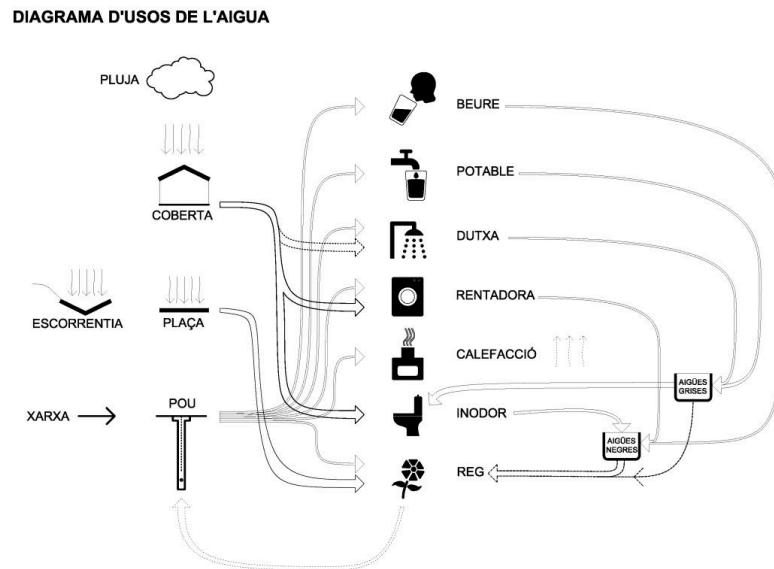 DIAGRAMA D'USOS DE L'AIGUA
PLUJA
BEURE
POTABLE
COBERTA
DUTXA
RENTADORA
ESCORRENTIA
PLAÇA
CALEFACCIÓ
AIGÜES
GRISES
POU
XARXA
INODOR
AIGÜES
NEGRES
REG